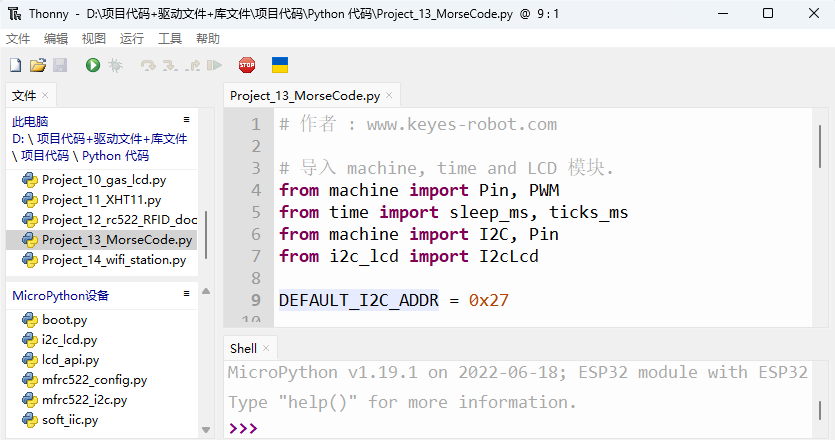 Thonny - D:\项目代码+驱动文件+库文件\项目代码\Python 代码\Project_13_MorseCode.py @ 9 : 1
文件 编辑 视图 运行 工具 帮助
STOP
文件 ×
此电脑 ≡
D: \ 项目代码+驱动文件+库文件
\ 项目代码 \ Python 代码
Project_10_gas_lcd.py
Project_11_XHT11.py
Project_12_rc522_RFID_doc
Project_13_MorseCode.py
Project_14_wifi_station.py
MicroPython设备 ≡
boot.py
i2c_lcd.py
lcd_api.py
mfrc522_config.py
mfrc522_i2c.py
soft_iic.py
Project_13_MorseCode.py ×
1 # 作者 : www.keyes-robot.com
2
3 # 导入 machine, time and LCD 模块.
4 from machine import Pin, PWM
5 from time import sleep_ms, ticks_ms
6 from machine import I2C, Pin
7 from i2c_lcd import I2cLcd
8
9 DEFAULT_I2C_ADDR = 0x27
10
Shell ×
MicroPython v1.19.1 on 2022-06-18; ESP32 module with ESP32
Type "help()" for more information.
>>>